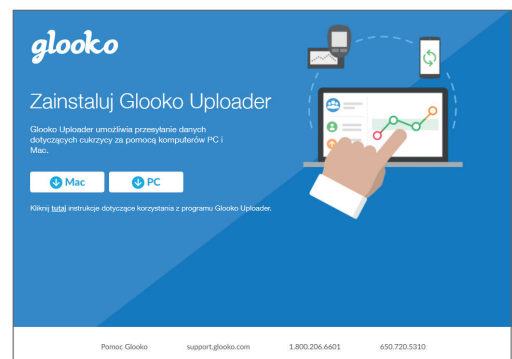 glooko
Zainstaluj Glooko Uploader
Glooko Uploader umożliwia przesyłanie danych
dotyczących cukrzycy za pomocą komputerów PC i
Mac.
Mac PC
Kliknij tutaj instrukcje dotyczące korzystania z programu Glooko Uploader.
Pomoc Glooko support.glooko.com 1.800.206.6601 650.720.5310